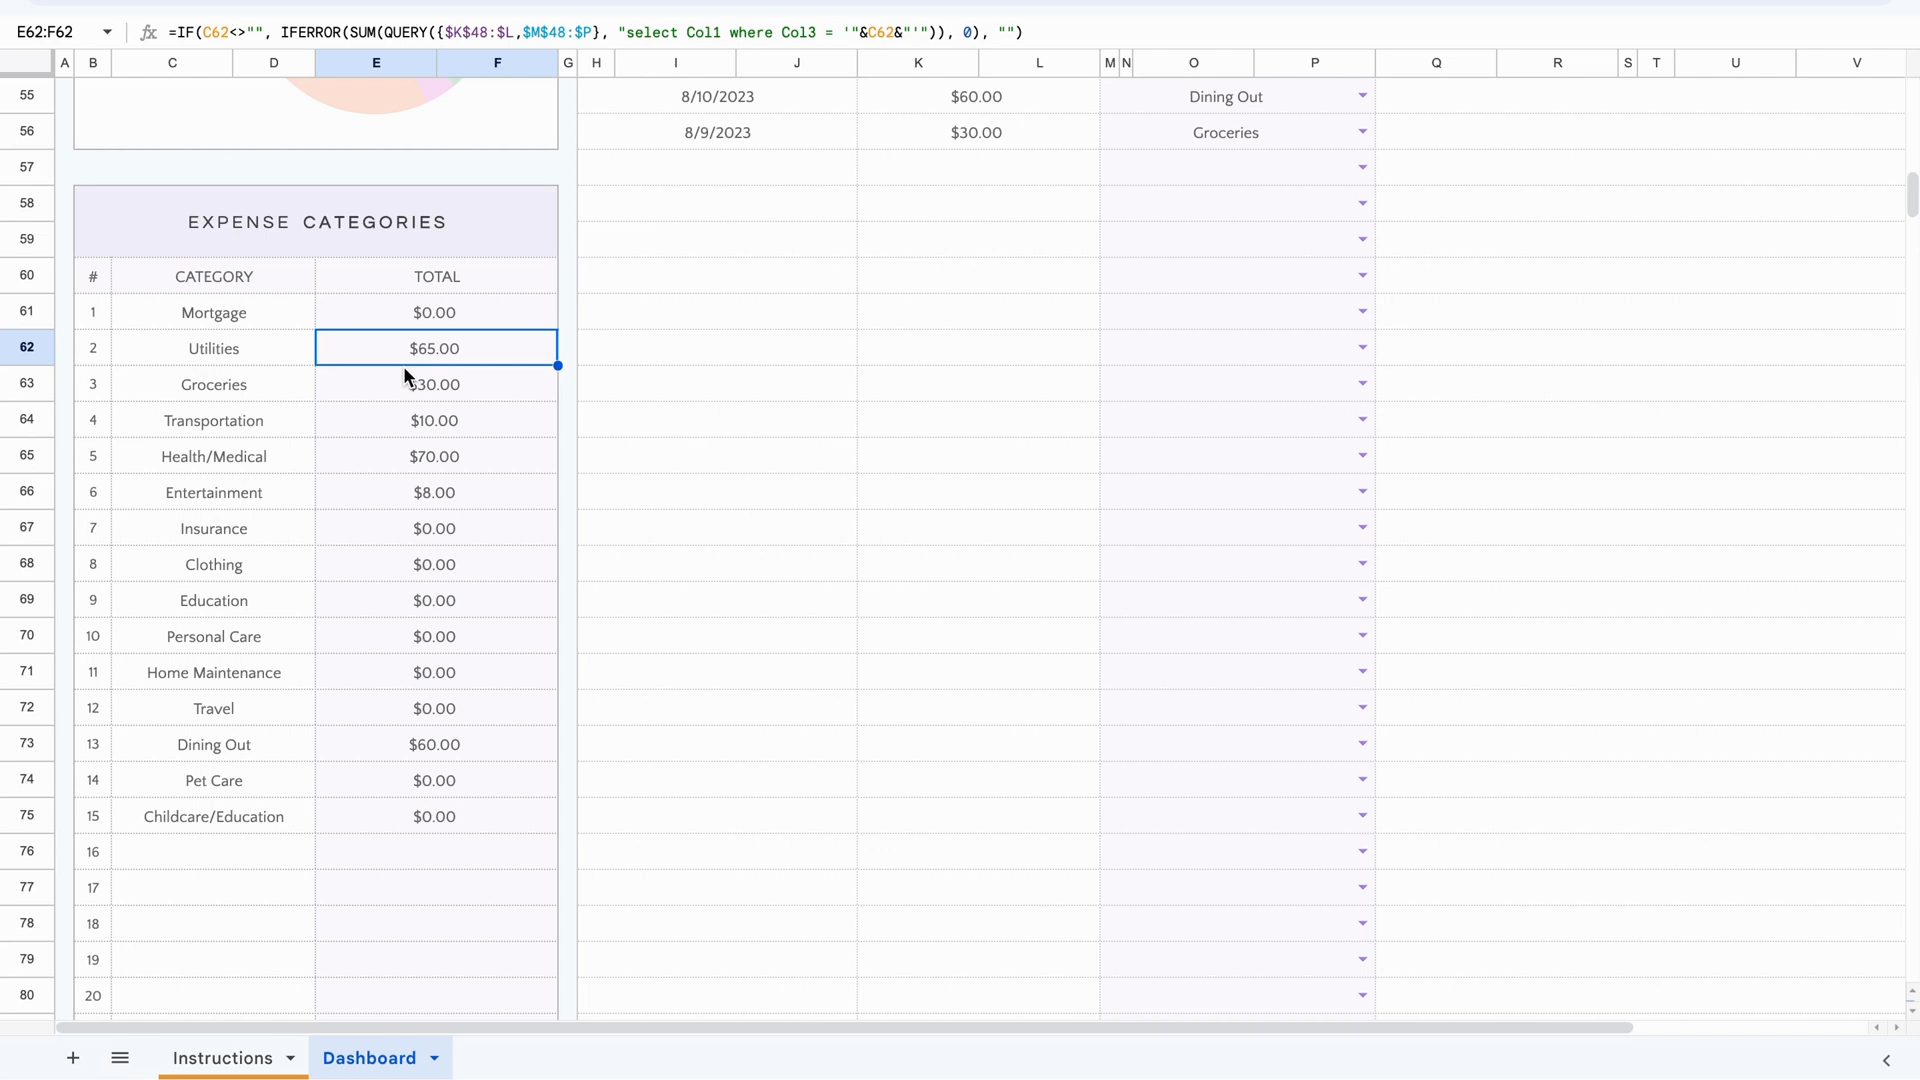 E62:F62 fx =IF(C62<>"", IFERROR(SUM(QUERY({$K$48:$L,$M$48:$P}, "select Col1 where Col3 = '"&C62&"'")), 0), "")
A B C D E F G H I J K L M N O P Q R S T U V
55 8/10/2023 $60.00 Dining Out
56 8/9/2023 $30.00 Groceries
57
58
EXPENSE CATEGORIES
59
60 # CATEGORY TOTAL
61 1 Mortgage $0.00
62 2 Utilities $65.00
63 3 Groceries $30.00
64 4 Transportation $10.00
65 5 Health/Medical $70.00
66 6 Entertainment $8.00
67 7 Insurance $0.00
68 8 Clothing $0.00
69 9 Education $0.00
70 10 Personal Care $0.00
71 11 Home Maintenance $0.00
72 12 Travel $0.00
73 13 Dining Out $60.00
74 14 Pet Care $0.00
75 15 Childcare/Education $0.00
76 16
77 17
78 18
79 19
80 20
Instructions Dashboard